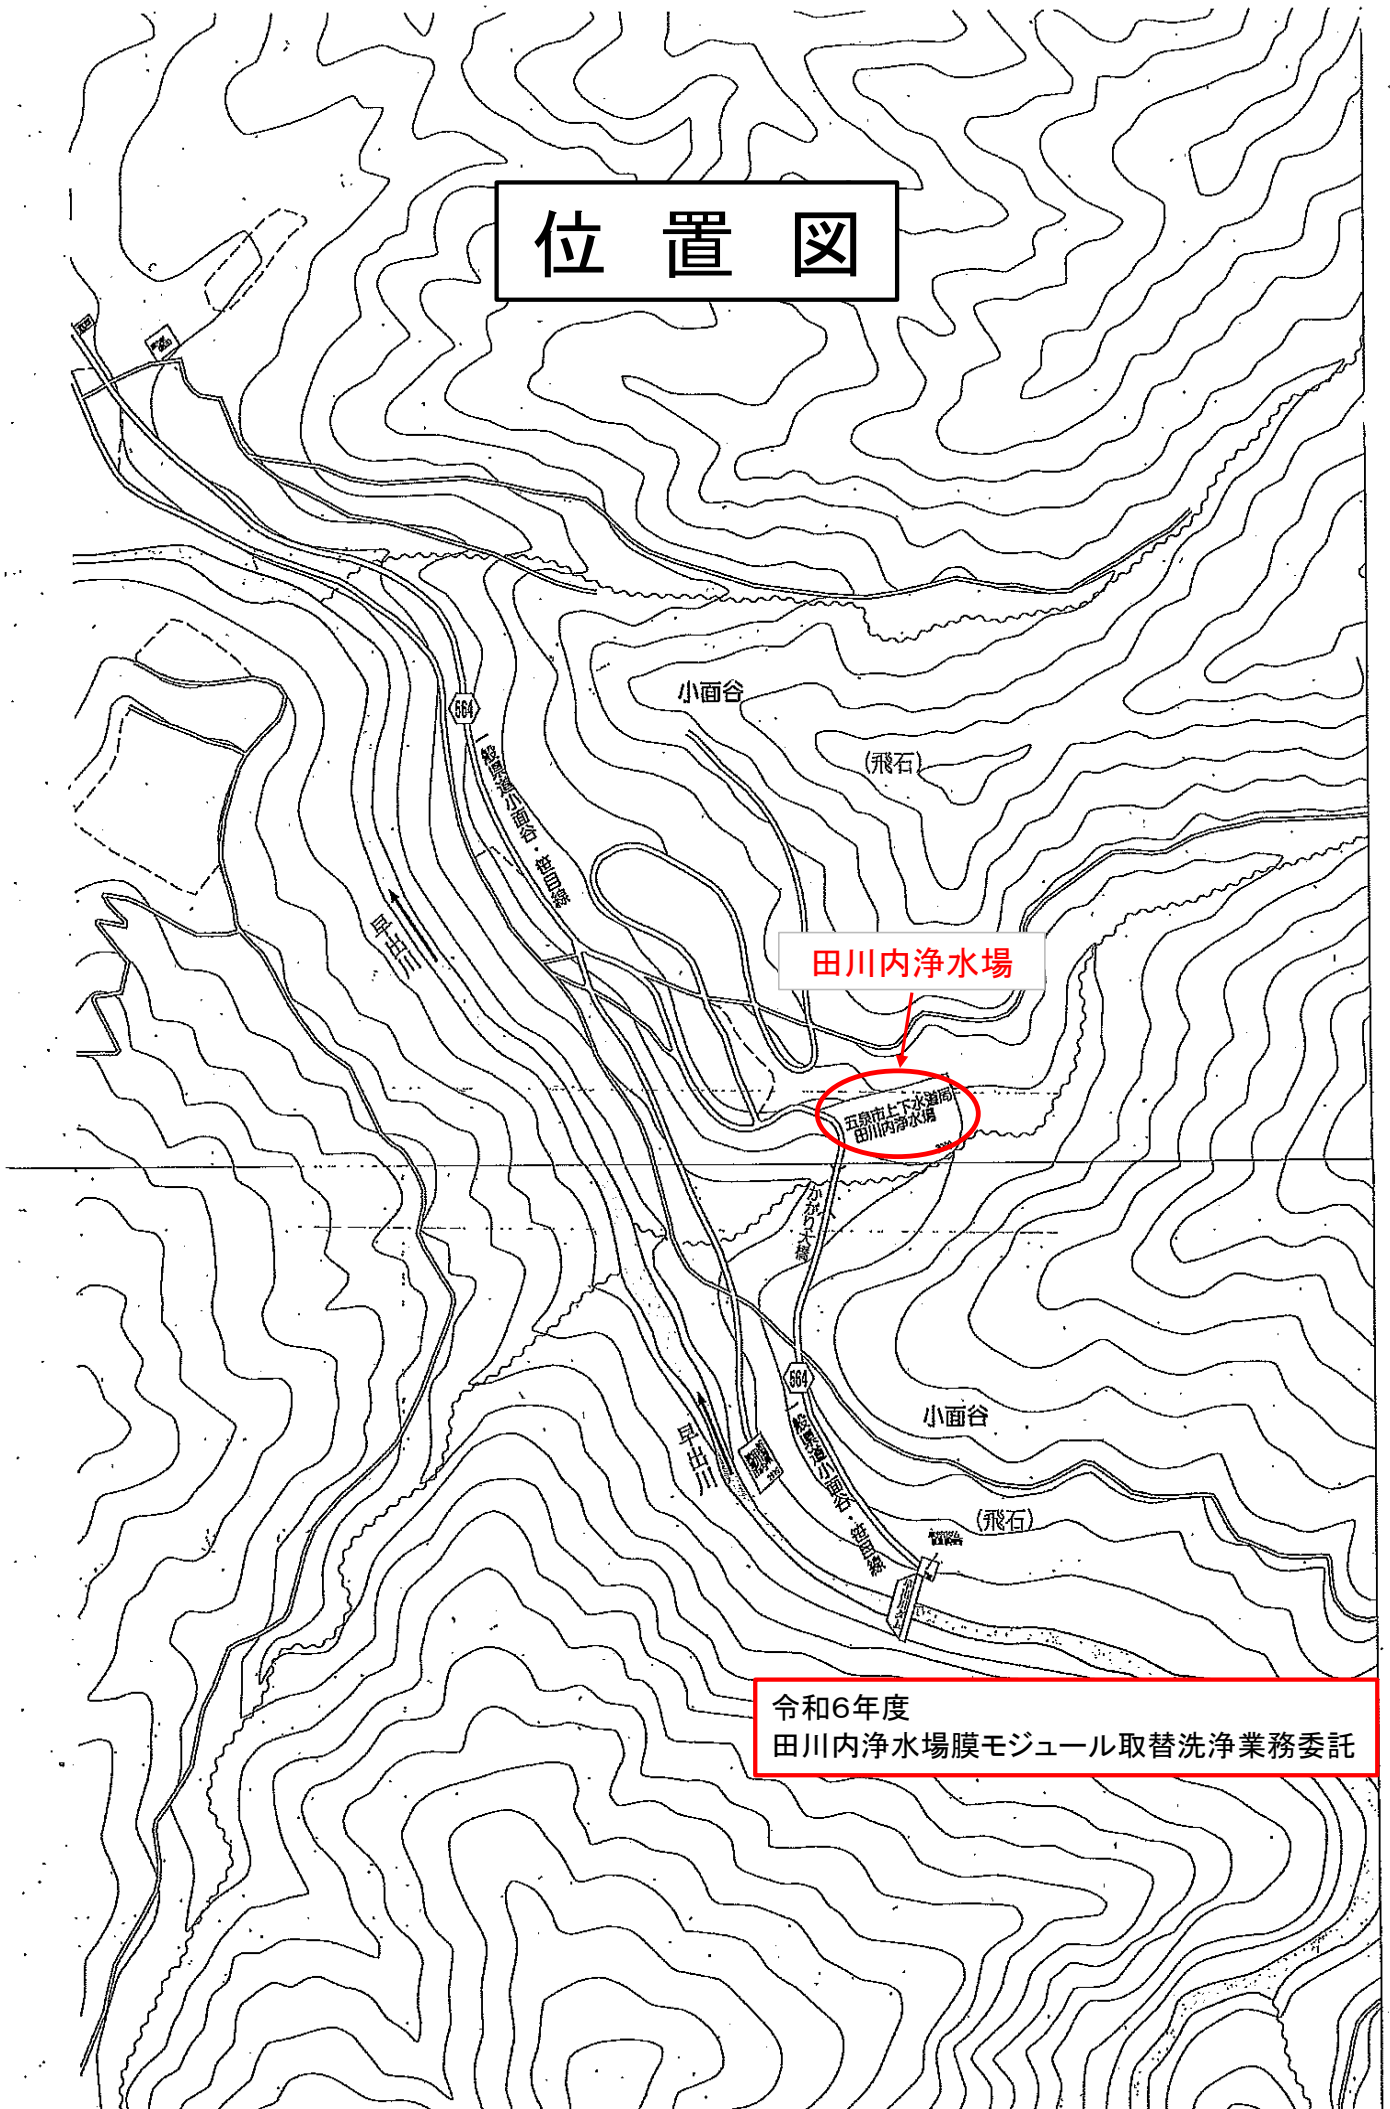 位置図
小面谷
564
一般県道小面谷・笹目線
(飛石)
早出川
田川内浄水場
五泉市上下水道局
田川内浄水場
かがり大橋
564
一般県道小面谷・笹目線
小面谷
早出川
(飛石)
令和6年度
田川内浄水場膜モジュール取替洗浄業務委託